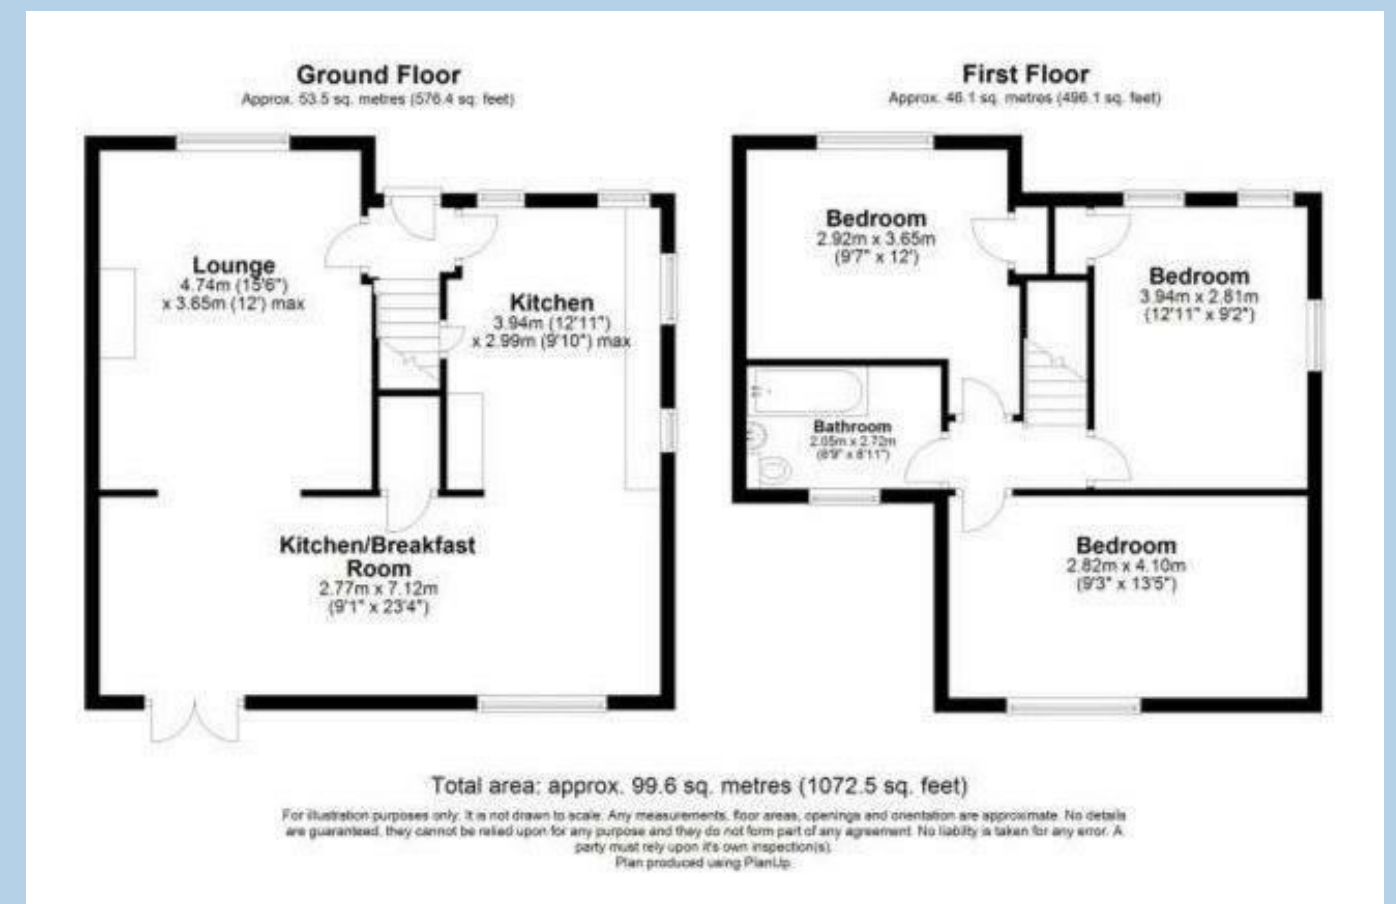 Ground Floor
Approx. 53.5 sq. metres (576.4 sq. feet)
Lounge
4.74m (15'6")
x 3.65m (12') max
Kitchen
3.94m (12'11")
x 2.99m (9'10") max
Kitchen/Breakfast
Room
2.77m x 7.12m
(9'1" x 23'4")
First Floor
Approx. 46.1 sq. metres (496.1 sq. feet)
Bedroom
2.92m x 3.65m
(9'7" x 12')
Bedroom
3.94m x 2.81m
(12'11" x 9'2")
Bathroom
2.05m x 2.72m
(6'9" x 8'11")
Bedroom
2.82m x 4.10m
(9'3" x 13'5")
Total area: approx. 99.6 sq. metres (1072.5 sq. feet)
For illustration purposes only. It is not drawn to scale. Any measurements, floor areas, openings and orientation are approximate. No details
are guaranteed, they cannot be relied upon for any purpose and they do not form part of any agreement. No liability is taken for any error. A
party must rely upon it's own inspection(s).
Plan produced using PlanUp.